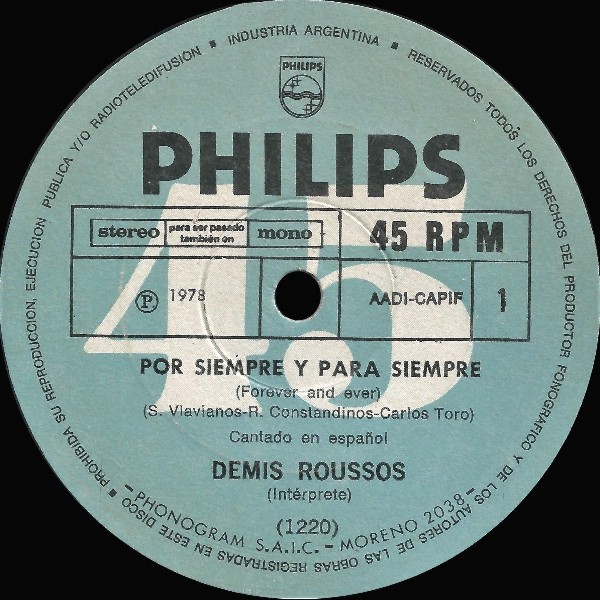 INDUSTRIA ARGENTINA ■ RESERVADOS TODOS LOS DERECHOS DEL PRODUCTOR FONOGRAFICO Y DE LOS AUTORES DE LAS OBRAS REGISTRADAS EN ESTE DISCO ■ PROHIBIDA SU REPRODUCCION, EJECUCION PUBLICA Y/O RADIOTELEDIFUSION ■
PHILIPS
PHILIPS
45
stereo
para ser pasado
también en
mono
45 RPM
Ⓟ 1978
AADI-CAPIF
1
POR SIEMPRE Y PARA SIEMPRE
(Forever and ever)
(S. Vlavianos-R. Constandinos-Carlos Toro)
Cantado en español
DEMIS ROUSSOS
(Intérprete)
(1220)
-PHONOGRAM S.A.I.C. - MORENO 2038-